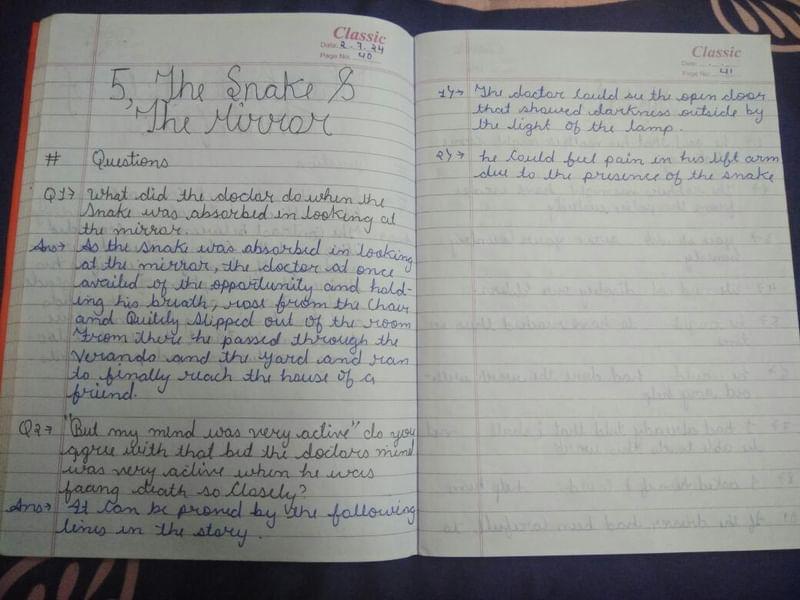 Classic
Date: 2.7.24
Page No. 40
5, The Snake &
The Mirror
# Questions
Q1) What did the doctor do when the
Snake was absorbed in looking at
the mirror.
Ans) As the snake was absorbed in looking
at the mirror, the doctor at once
availed of the opportunity and hold-
ing his breath, rose from the Chair
and Quitely Slipped out of the room
From there he passed through the
Veranda and the yard and ran
to finally reach the house of a
friend.
Q2) "But my mind was very active" do you
agree with that but the doctors mind
was very active when he was
facing death so Closely?
Ans) It Can be proned by the following
lines in the story.
Classic
Date:
Page No. 41
1) The doctor Could see the open door
that showed darkness outside by
the light of the lamp.
2) he Could feel pain in his lift arm
due to the presence of the snake